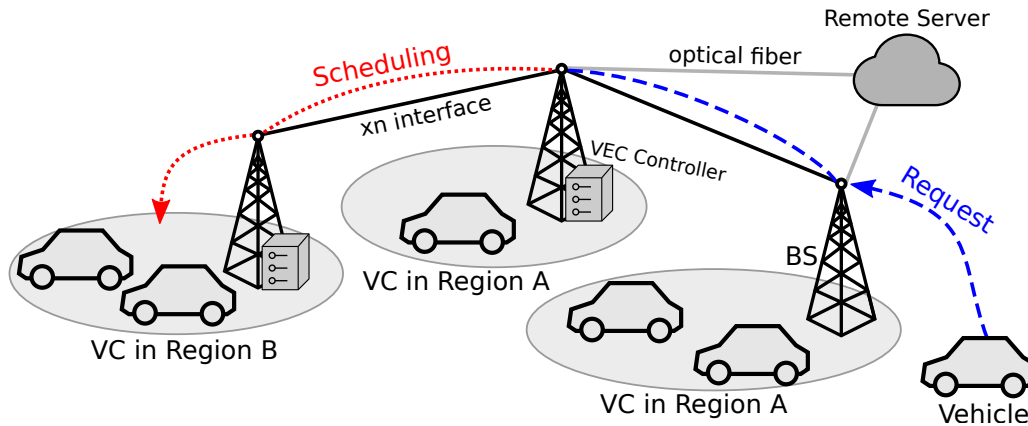 Remote Server
optical fiber
Scheduling
xn interface
VEC Controller
Request
BS
VC in Region A
VC in Region B
VC in Region A
Vehicle